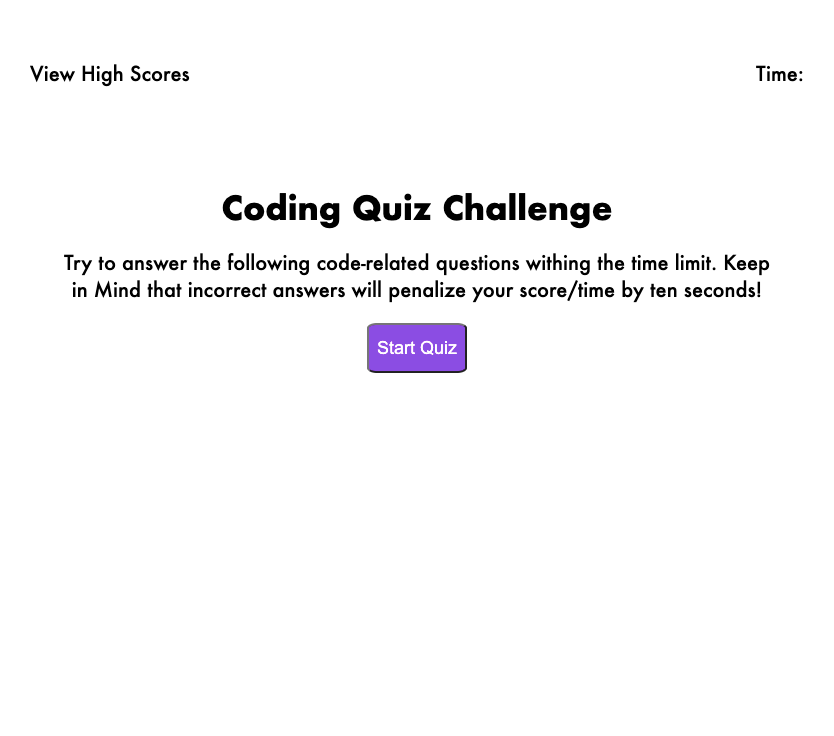 View High Scores
Time:
Coding Quiz Challenge
Try to answer the following code-related questions withing the time limit. Keep
in Mind that incorrect answers will penalize your score/time by ten seconds!
Start Quiz